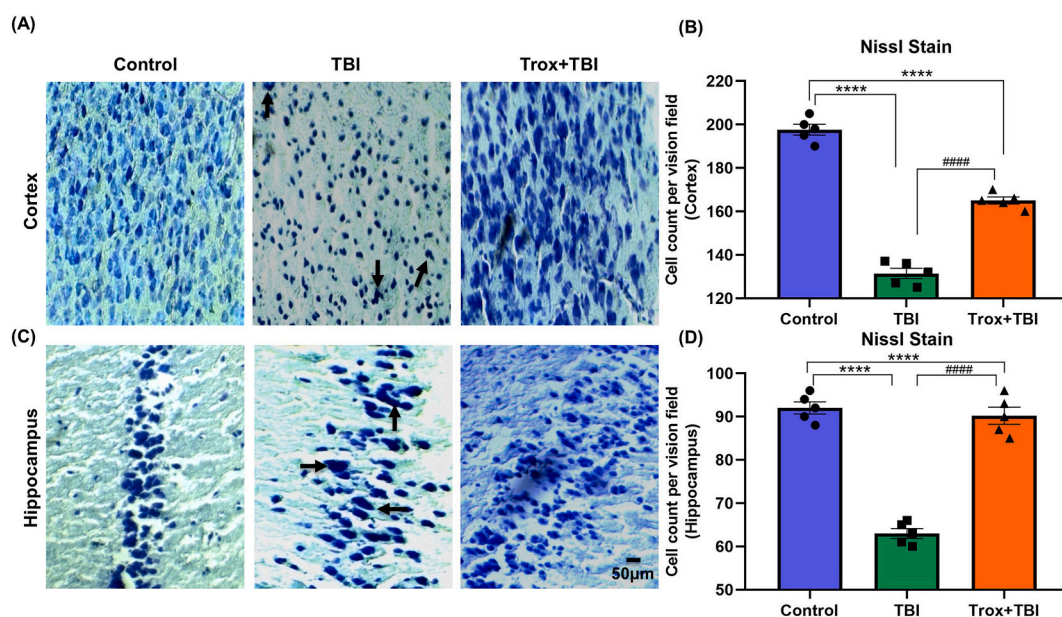 (A)
Control
TBI
Trox+TBI
Cortex
(B)
Nissl Stain
Cell count per vision field
(Cortex)
220
200
180
160
140
120
****
****
####
Control
TBI
Trox+TBI
(C)
Hippocampus
50µm
(D)
Nissl Stain
Cell count per vision field
(Hippocampus)
100
90
80
70
60
50
****
****
####
Control
TBI
Trox+TBI